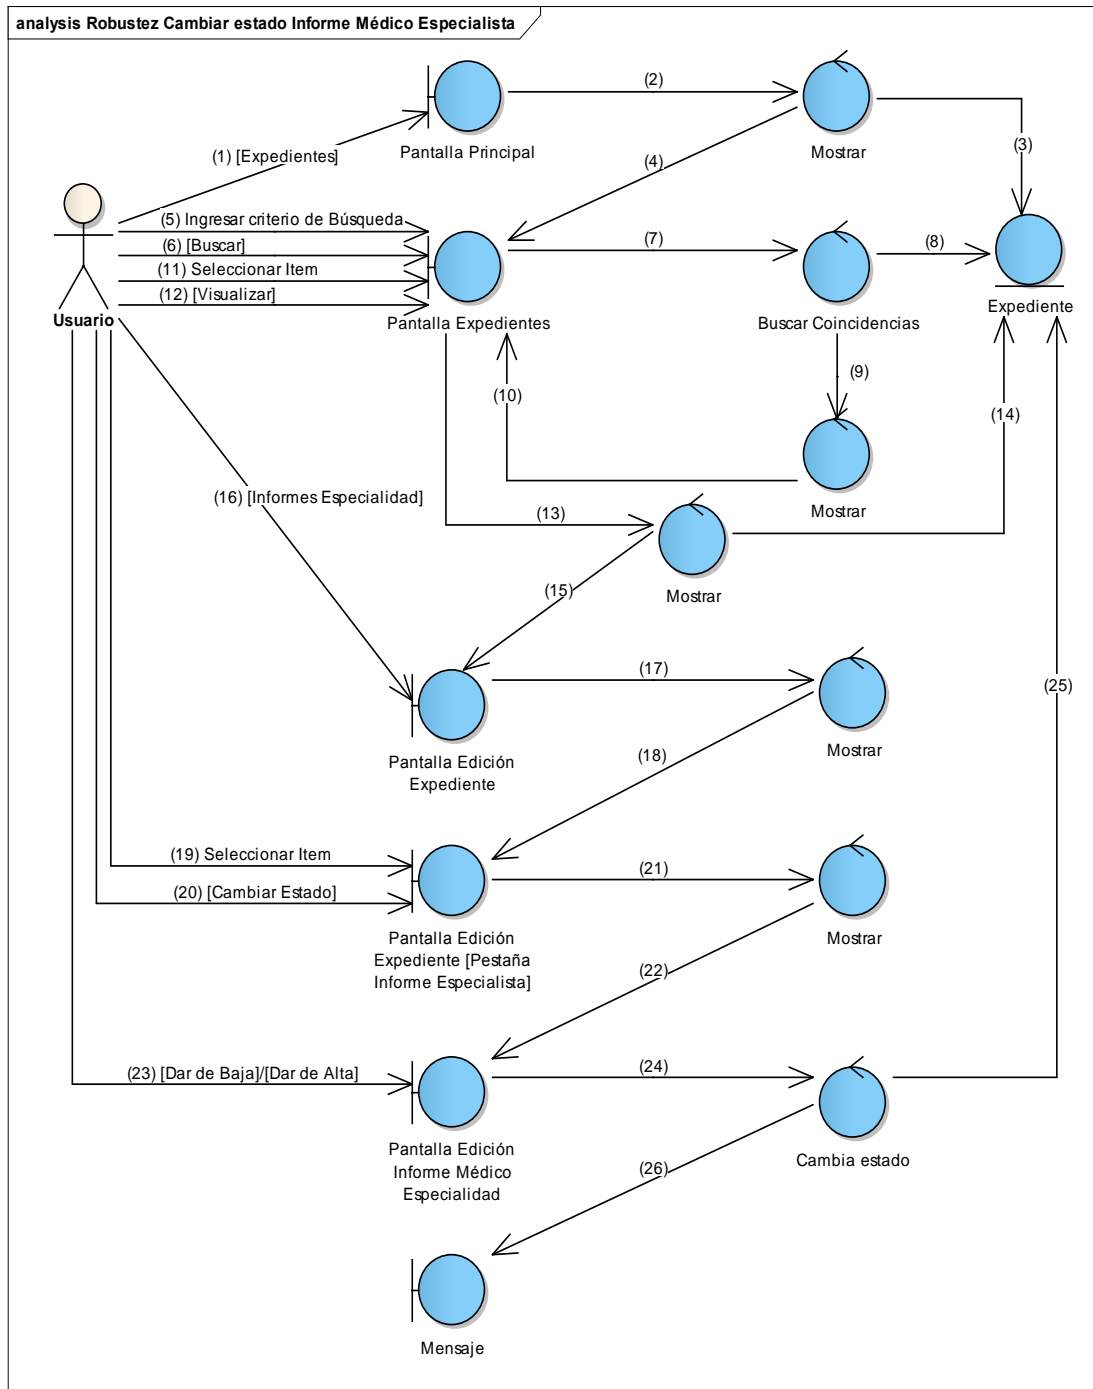 analysis Robustez Cambiar estado Informe Médico Especialista
(2)
(1) [Expedientes]
Pantalla Principal
Mostrar
(3)
(4)
(5) Ingresar criterio de Búsqueda
(6) [Buscar]
(7)
(8)
(11) Seleccionar Item
(12) [Visualizar]
Usuario
Pantalla Expedientes
Buscar Coincidencias
Expediente
(9)
(10)
(14)
(16) [Informes Especialidad]
(13)
Mostrar
(15)
Mostrar
(17)
(25)
(18)
Mostrar
Pantalla Edición
Expediente
(19) Seleccionar Item
(20) [Cambiar Estado]
(21)
Pantalla Edición
Expediente [Pestaña
Informe Especialista]
Mostrar
(22)
(23) [Dar de Baja]/[Dar de Alta]
(24)
Pantalla Edición
Informe Médico
Especialidad
Cambia estado
(26)
Mensaje